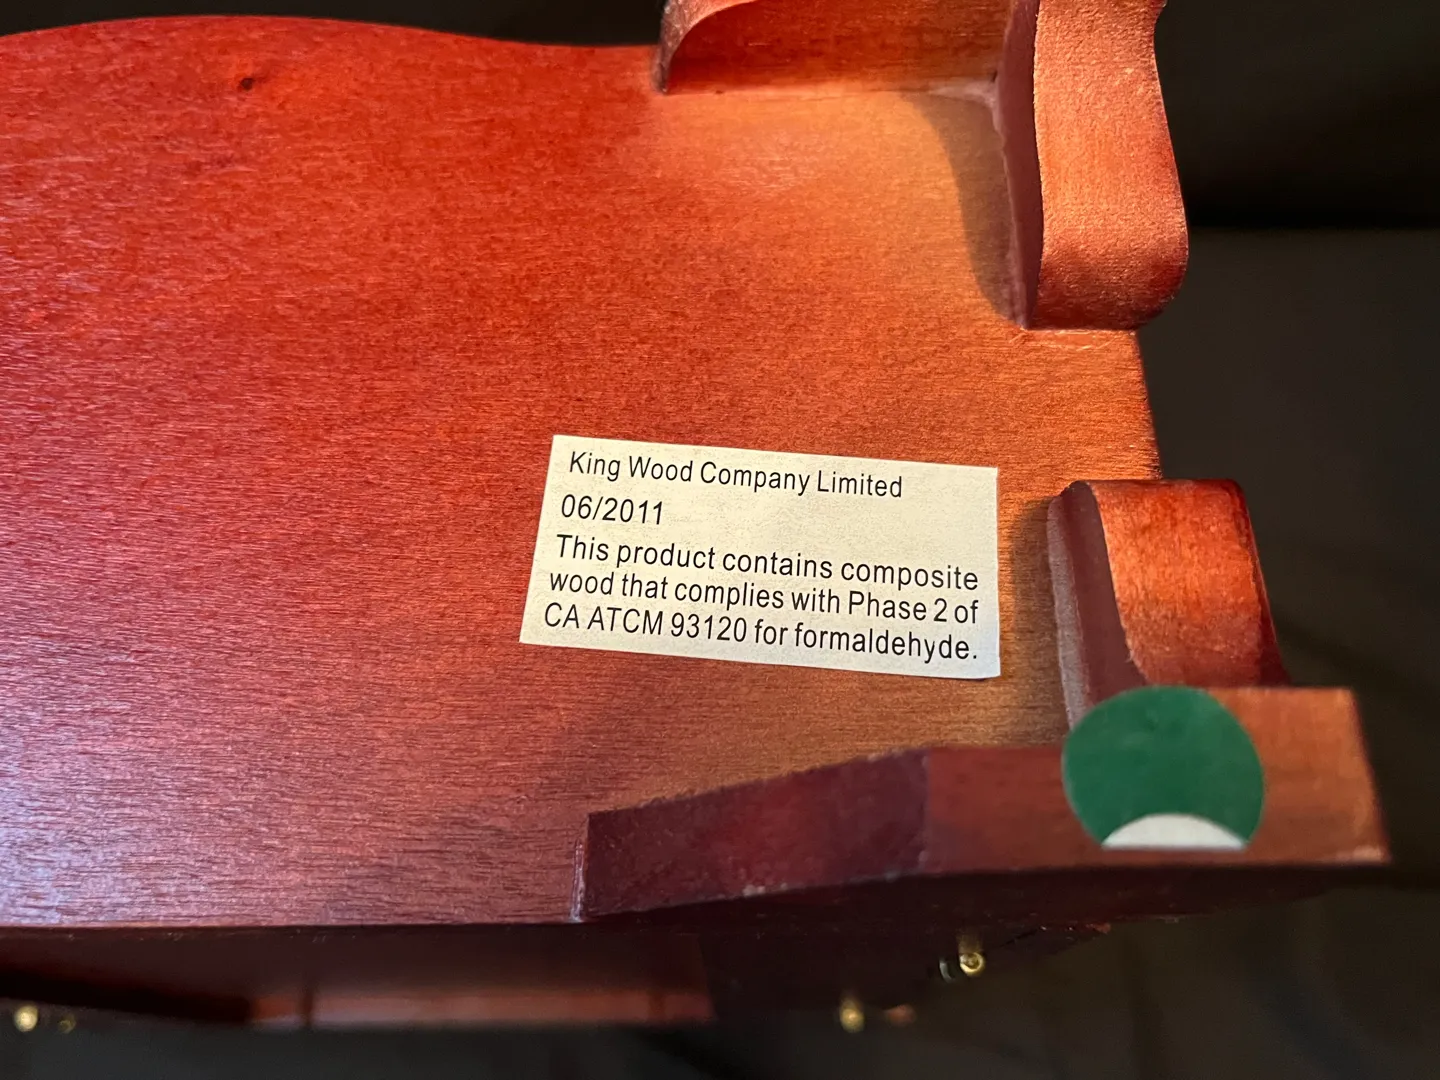 King Wood Company Limited
06/2011
This product contains composite
wood that complies with Phase 2 of
CA ATCM 93120 for formaldehyde.